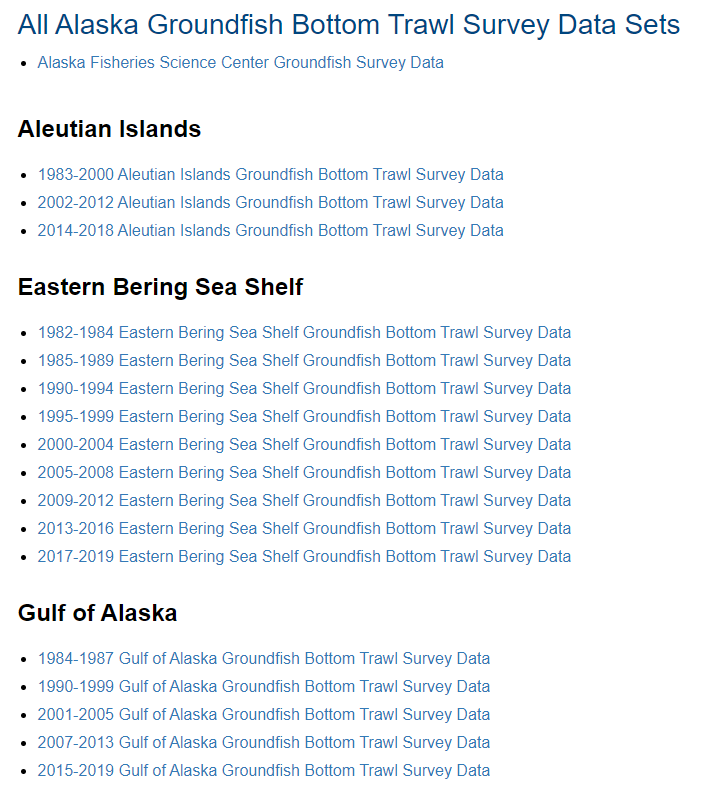 All Alaska Groundfish Bottom Trawl Survey Data Sets
Alaska Fisheries Science Center Groundfish Survey Data
Aleutian Islands
1983-2000 Aleutian Islands Groundfish Bottom Trawl Survey Data
2002-2012 Aleutian Islands Groundfish Bottom Trawl Survey Data
2014-2018 Aleutian Islands Groundfish Bottom Trawl Survey Data
Eastern Bering Sea Shelf
1982-1984 Eastern Bering Sea Shelf Groundfish Bottom Trawl Survey Data
1985-1989 Eastern Bering Sea Shelf Groundfish Bottom Trawl Survey Data
1990-1994 Eastern Bering Sea Shelf Groundfish Bottom Trawl Survey Data
1995-1999 Eastern Bering Sea Shelf Groundfish Bottom Trawl Survey Data
2000-2004 Eastern Bering Sea Shelf Groundfish Bottom Trawl Survey Data
2005-2008 Eastern Bering Sea Shelf Groundfish Bottom Trawl Survey Data
2009-2012 Eastern Bering Sea Shelf Groundfish Bottom Trawl Survey Data
2013-2016 Eastern Bering Sea Shelf Groundfish Bottom Trawl Survey Data
2017-2019 Eastern Bering Sea Shelf Groundfish Bottom Trawl Survey Data
Gulf of Alaska
1984-1987 Gulf of Alaska Groundfish Bottom Trawl Survey Data
1990-1999 Gulf of Alaska Groundfish Bottom Trawl Survey Data
2001-2005 Gulf of Alaska Groundfish Bottom Trawl Survey Data
2007-2013 Gulf of Alaska Groundfish Bottom Trawl Survey Data
2015-2019 Gulf of Alaska Groundfish Bottom Trawl Survey Data